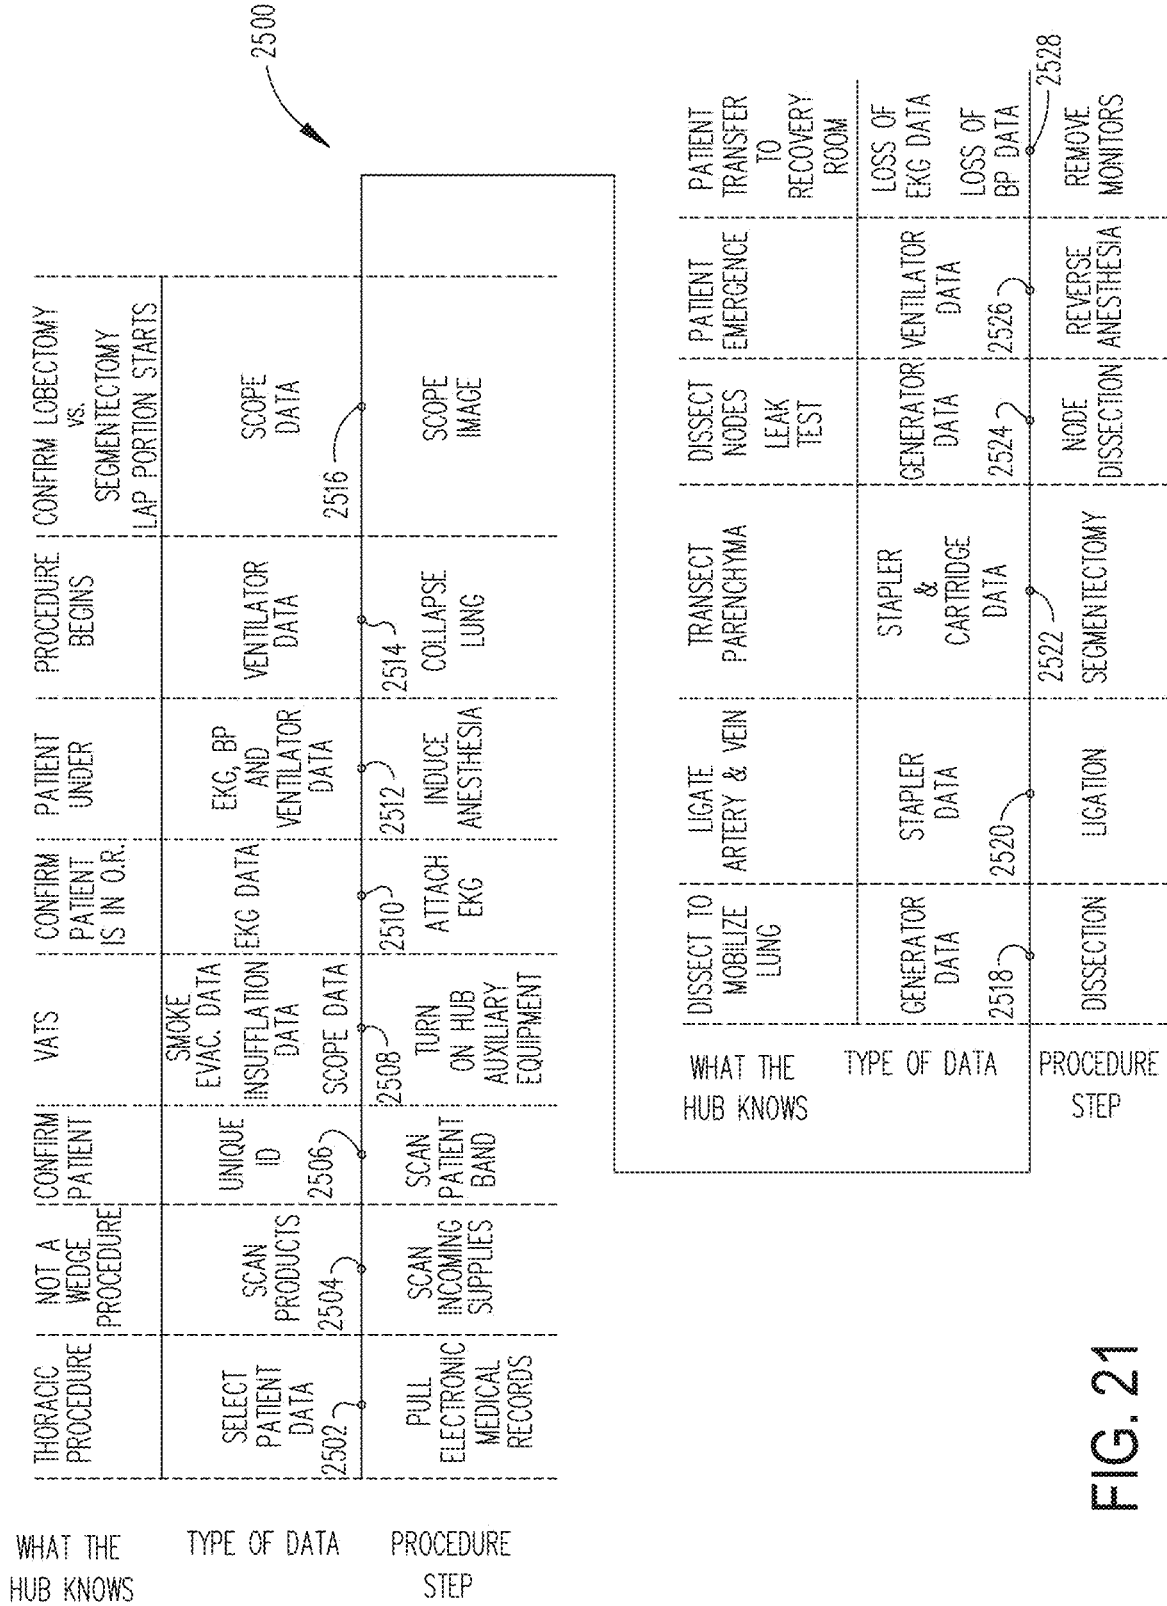 2500
WHAT THE
HUB KNOWS
THORACIC
PROCEDURE
NOT A
WEDGE
PROCEDURE
CONFIRM
PATIENT
VATS
CONFIRM
PATIENT
IS IN O.R.
PATIENT
UNDER
PROCEDURE
BEGINS
CONFIRM LOBECTOMY
vs.
SEGMENTECTOMY
LAP PORTION STARTS
TYPE OF DATA
SELECT
PATIENT
DATA
2502
SCAN
PRODUCTS
2504
UNIQUE
ID
2506
SMOKE
EVAC. DATA
INSUFFLATION
DATA
SCOPE DATA
2508
EKG DATA
2510
EKG, BP
AND
VENTILATOR
DATA
2512
VENTILATOR
DATA
2514
SCOPE
DATA
2516
PROCEDURE
STEP
PULL
ELECTRONIC
MEDICAL
RECORDS
SCAN
INCOMING
SUPPLIES
SCAN
PATIENT
BAND
TURN
ON HUB
AUXILIARY
EQUIPMENT
ATTACH
EKG
INDUCE
ANESTHESIA
COLLAPSE
LUNG
SCOPE
IMAGE
WHAT THE
HUB KNOWS
DISSECT TO
MOBILIZE
LUNG
LIGATE
ARTERY & VEIN
TRANSECT
PARENCHYMA
DISSECT
NODES
LEAK
TEST
PATIENT
EMERGENCE
PATIENT
TRANSFER
TO
RECOVERY
ROOM
TYPE OF DATA
GENERATOR
DATA
2518
STAPLER
DATA
2520
STAPLER
&
CARTRIDGE
DATA
2522
GENERATOR
DATA
2524
VENTILATOR
DATA
2526
LOSS OF
EKG DATA
LOSS OF
BP DATA
2528
PROCEDURE
STEP
DISSECTION
LIGATION
SEGMENTECTOMY
NODE
DISSECTION
REVERSE
ANESTHESIA
REMOVE
MONITORS
FIG. 21